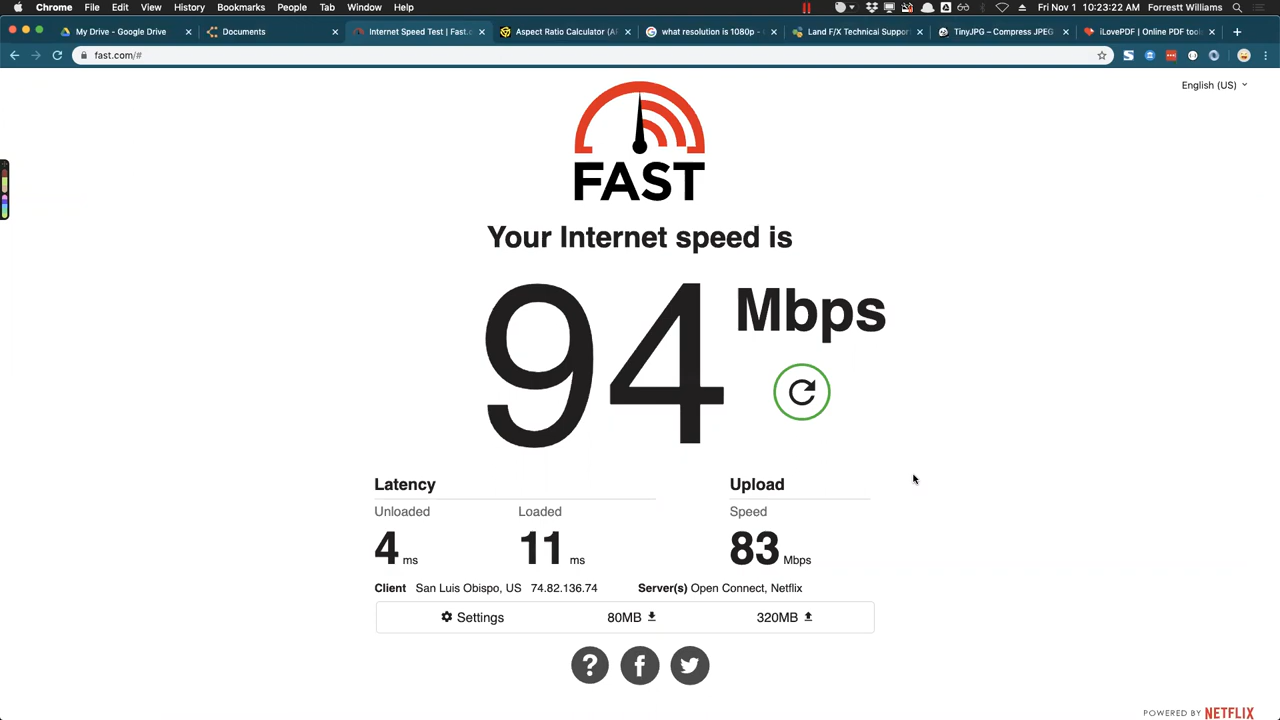 Chrome File Edit View History Bookmarks People Tab Window Help Fri Nov 1 10:23:22 AM Forrestt Williams
My Drive - Google Drive Documents Internet Speed Test | Fast.c Aspect Ratio Calculator (AF what resolution is 1080p - Land F/X Technical Suppor TinyJPG – Compress JPEG iLovePDF | Online PDF tool
fast.com/#
English (US)
FAST
Your Internet speed is
94 Mbps
Latency Upload
Unloaded Loaded Speed
4 ms 11 ms 83 Mbps
Client San Luis Obispo, US 74.82.136.74 Server(s) Open Connect, Netflix
Settings 80MB 320MB
POWERED BY NETFLIX